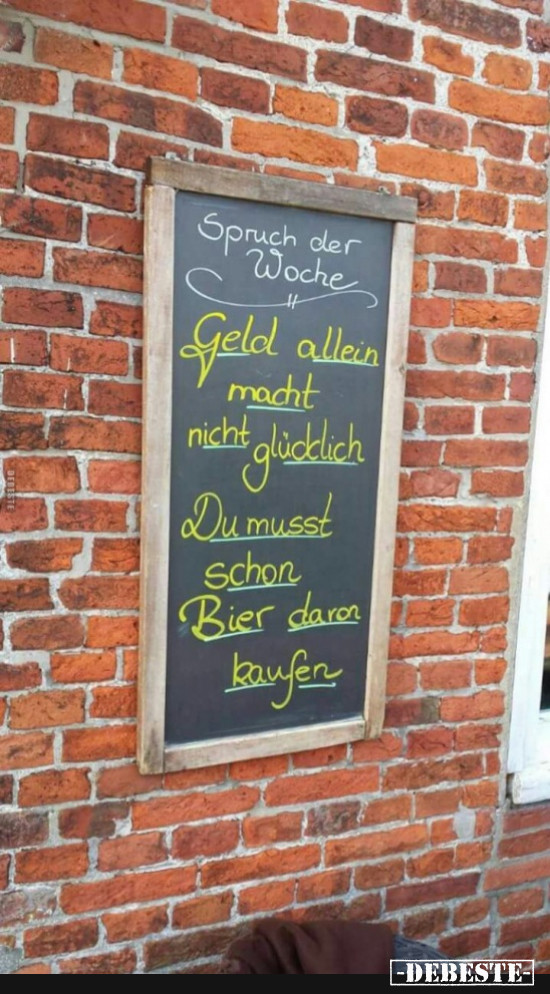 Spruch der
Woche
Geld allein
macht
nicht glücklich
Du musst
schon
Bier davon
kaufen
DEBESTE
-DEBESTE-